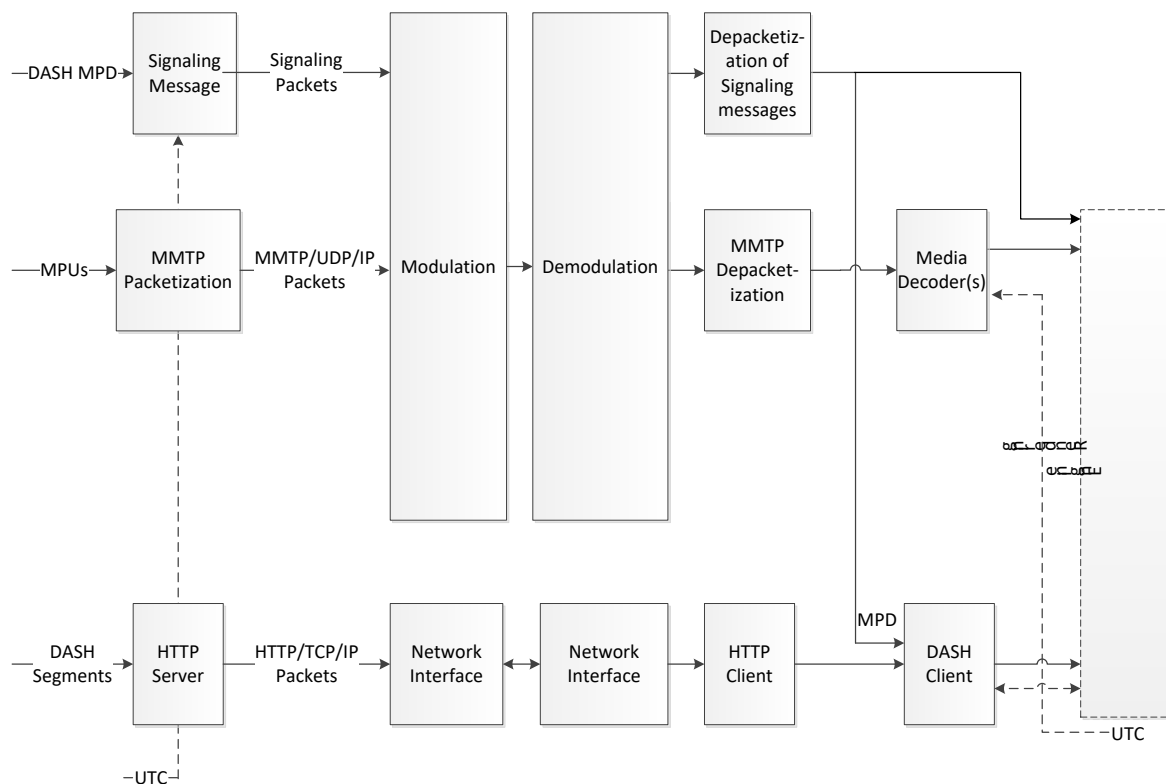 DASH MPD
Signaling
Message
Signaling
Packets
Depacketiz-
ation of
Signaling
messages
MPUs
MMTP
Packetization
MMTP/UDP/IP
Packets
Modulation
Demodulation
MMTP
Depacket-
ization
Media
Decoder(s)
MPD
DASH
Segments
HTTP
Server
HTTP/TCP/IP
Packets
Network
Interface
Network
Interface
HTTP
Client
DASH
Client
UTC
UTC